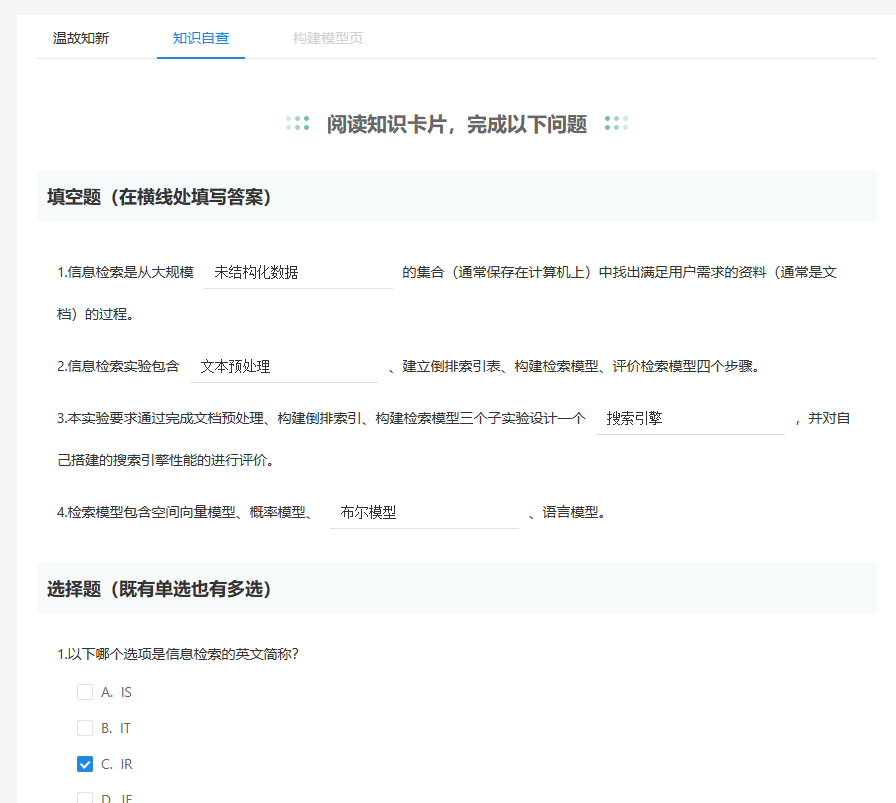 温故知新 知识自查 构建模型页
阅读知识卡片，完成以下问题
填空题（在横线处填写答案）
1.信息检索是从大规模 未结构化数据 的集合（通常保存在计算机上）中找出满足用户需求的资料（通常是文
档）的过程。
2.信息检索实验包含 文本预处理 、建立倒排索引表、构建检索模型、评价检索模型四个步骤。
3.本实验要求通过完成文档预处理、构建倒排索引、构建检索模型三个子实验设计一个 搜索引擎 ，并对自
己搭建的搜索引擎性能的进行评价。
4.检索模型包含空间向量模型、概率模型、 布尔模型 、语言模型。
选择题（既有单选也有多选）
1.以下哪个选项是信息检索的英文简称？
A. IS
B. IT
C. IR
D.